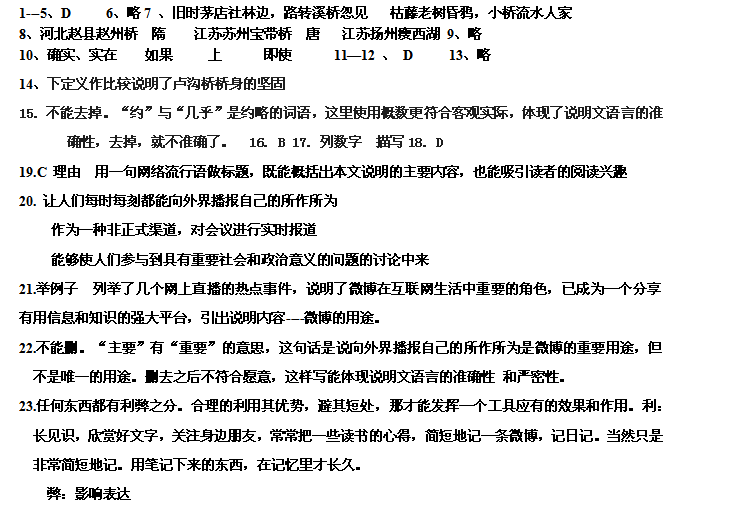 1---5、D 6、略 7 、旧时茅店社林边，路转溪桥忽见 枯藤老树昏鸦，小桥流水人家
8、河北赵县赵州桥 隋 江苏苏州宝带桥 唐 江苏扬州瘦西湖 9、略
10、确实、实在 如果 上 即使 11—12 、 D 13、略
14、下定义作比较说明了卢沟桥桥身的坚固
15. 不能去掉。“约”与“几乎”是约略的词语，这里使用概数更符合客观实际，体现了说明文语言的准
确性，去掉，就不准确了。 16. B 17. 列数字 描写 18. D
19.C 理由 用一句网络流行语做标题，既能概括出本文说明的主要内容，也能吸引读者的阅读兴趣
20. 让人们每时每刻都能向外界播报自己的所作所为
作为一种非正式渠道，对会议进行实时报道
能够使人们参与到具有重要社会和政治意义的问题的讨论中来
21.举例子 列举了几个网上直播的热点事件，说明了微博在互联网生活中重要的角色，已成为一个分享
有用信息和知识的强大平台，引出说明内容----微博的用途。
22.不能删。“主要”有“重要”的意思，这句话是说向外界播报自己的所作所为是微博的重要用途，但
不是唯一的用途。删去之后不符合愿意，这样写能体现说明文语言的准确性 和严密性。
23.任何东西都有利弊之分。合理的利用其优势，避其短处，那才能发挥一个工具应有的效果和作用。利：
长见识，欣赏好文字，关注身边朋友，常常把一些读书的心得，简短地记一条微博，记日记。当然只是
非常简短地记。用笔记下来的东西，在记忆里才长久。
弊：影响表达